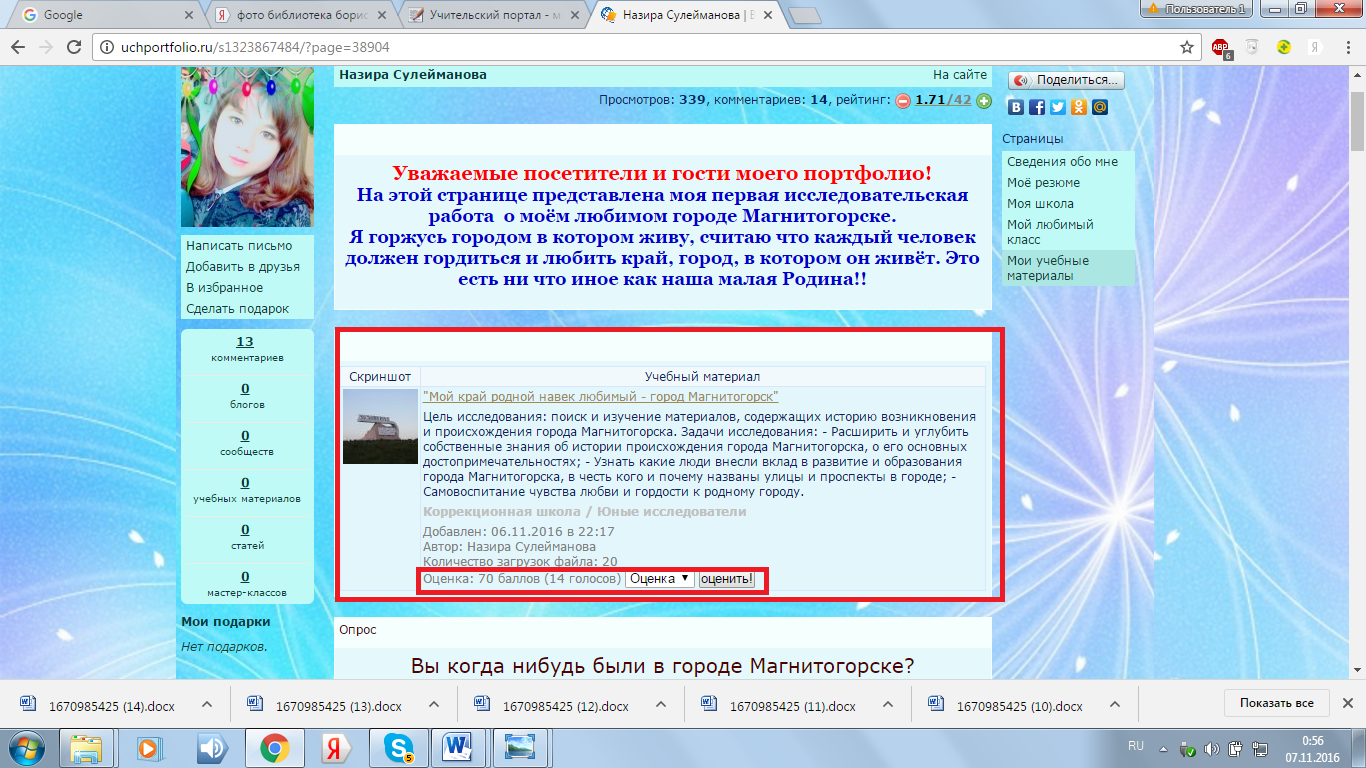 Google
фото библиотека борис
Учительский портал - м
Назира Сулейманова | Е
Пользователь 1
uchportfolio.ru/s1323867484/?page=38904
ABP
6
Я
Назира Сулейманова
На сайте
Просмотров: 339, комментариев: 14, рейтинг: 1.71/42
Уважаемые посетители и гости моего портфолио!
На этой странице представлена моя первая исследовательская
работа о моём любимом городе Магнитогорске.
Я горжусь городом в котором живу, считаю что каждый человек
должен гордиться и любить край, город, в котором он живёт. Это
есть ни что иное как наша малая Родина!!
Написать письмо
Добавить в друзья
В избранное
Сделать подарок
13
комментариев
0
блогов
0
сообществ
0
учебных материалов
0
статей
0
мастер-классов
Мои подарки
Нет подарков.
Скриншот
Учебный материал
"Мой край родной навек любимый - город Магнитогорск"
Цель исследования: поиск и изучение материалов, содержащих историю возникновения
и происхождения города Магнитогорска. Задачи исследования: - Расширить и углубить
собственные знания об истории происхождения города Магнитогорска, о его основных
достопримечательностях; - Узнать какие люди внесли вклад в развитие и образования
города Магнитогорска, в честь кого и почему названы улицы и проспекты в городе; -
Самовоспитание чувства любви и гордости к родному городу.
Коррекционная школа / Юные исследователи
Добавлен: 06.11.2016 в 22:17
Автор: Назира Сулейманова
Количество загрузок файла: 20
Оценка: 70 баллов (14 голосов) Оценка оценить!
Опрос
Вы когда нибудь были в городе Магнитогорске?
Поделиться...
Страницы
Сведения обо мне
Моё резюме
Моя школа
Мой любимый
класс
Мои учебные
материалы
1670985425 (14).docx
1670985425 (13).docx
1670985425 (12).docx
1670985425 (11).docx
1670985425 (10).docx
Показать все
5
RU
0:56
07.11.2016